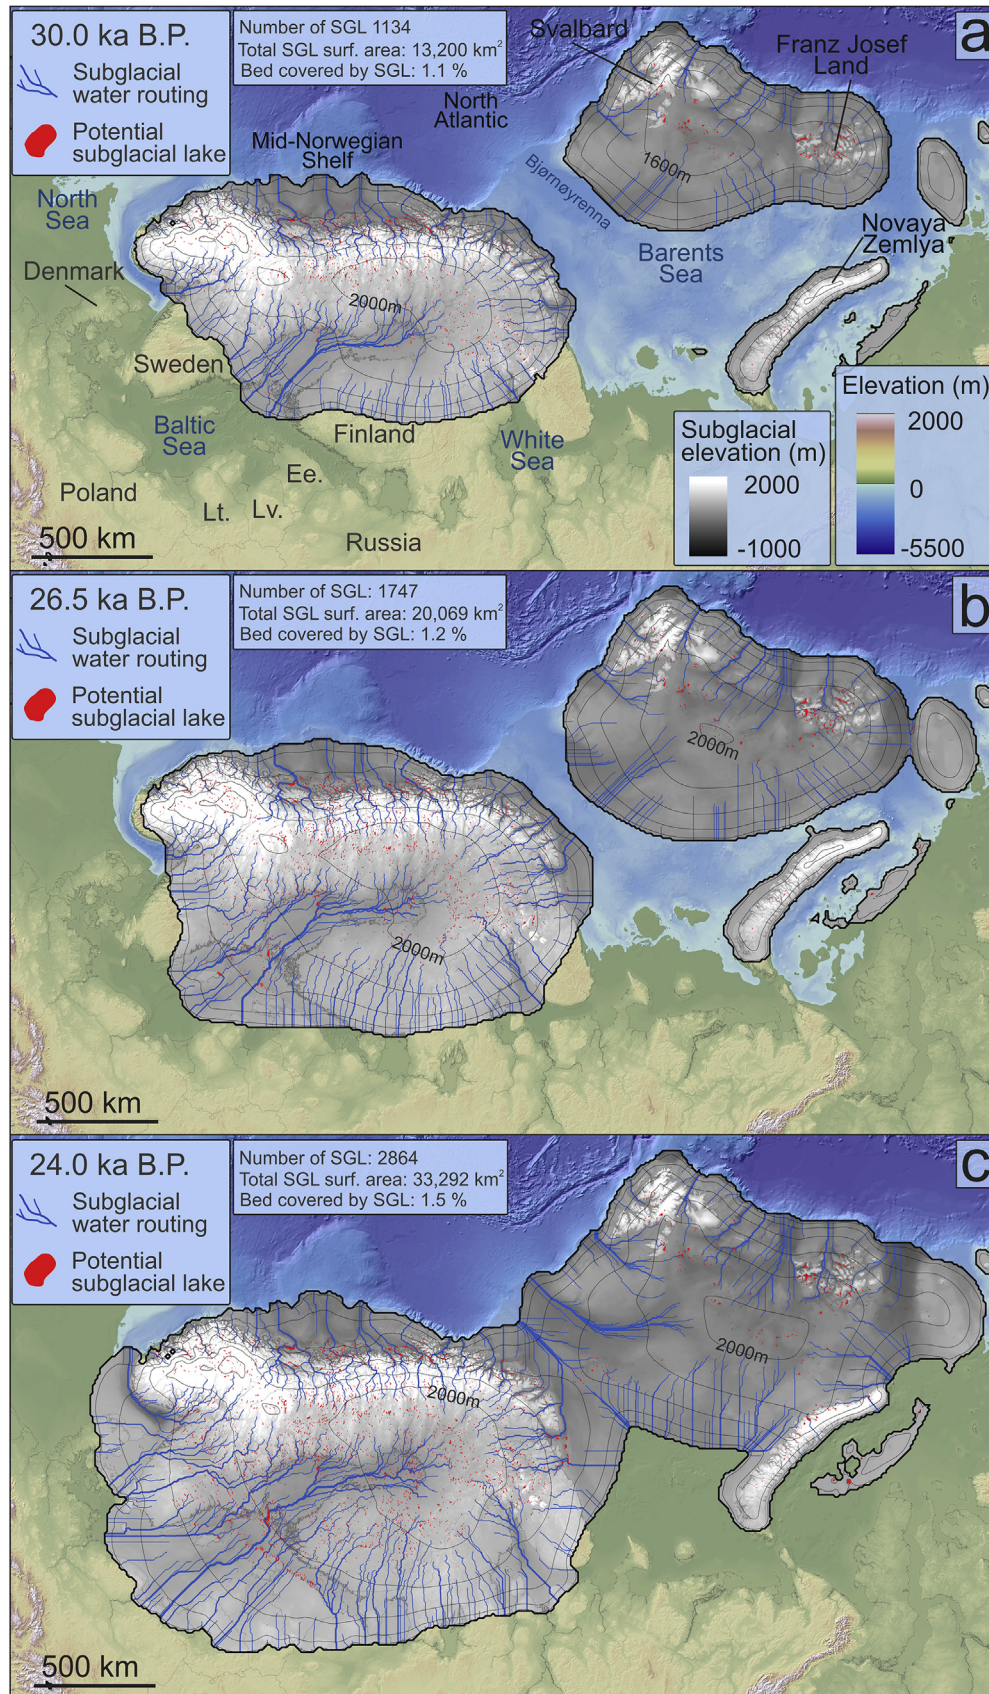 30.0 ka B.P.
Subglacial
water routing
Potential
subglacial lake
Number of SGL 1134
Total SGL surf. area: 13,200 km²
Bed covered by SGL: 1.1 %
a
Svalbard
Franz Josef
Land
North
Atlantic
Mid-Norwegian
Shelf
1600m
Bjørnøyrenna
North
Sea
Novaya
Zemlya
Barents
Sea
Denmark
2000m
Sweden
Baltic
Sea
Finland
White
Sea
Ee.
Poland
Lt.
Lv.
Russia
500 km
Subglacial
elevation (m)
2000
-1000
Elevation (m)
2000
0
-5500
26.5 ka B.P.
Subglacial
water routing
Potential
subglacial lake
Number of SGL: 1747
Total SGL surf. area: 20,069 km²
Bed covered by SGL: 1.2 %
b
2000m
2000m
500 km
24.0 ka B.P.
Subglacial
water routing
Potential
subglacial lake
Number of SGL: 2864
Total SGL surf. area: 33,292 km²
Bed covered by SGL: 1.5 %
c
2000m
2000m
500 km